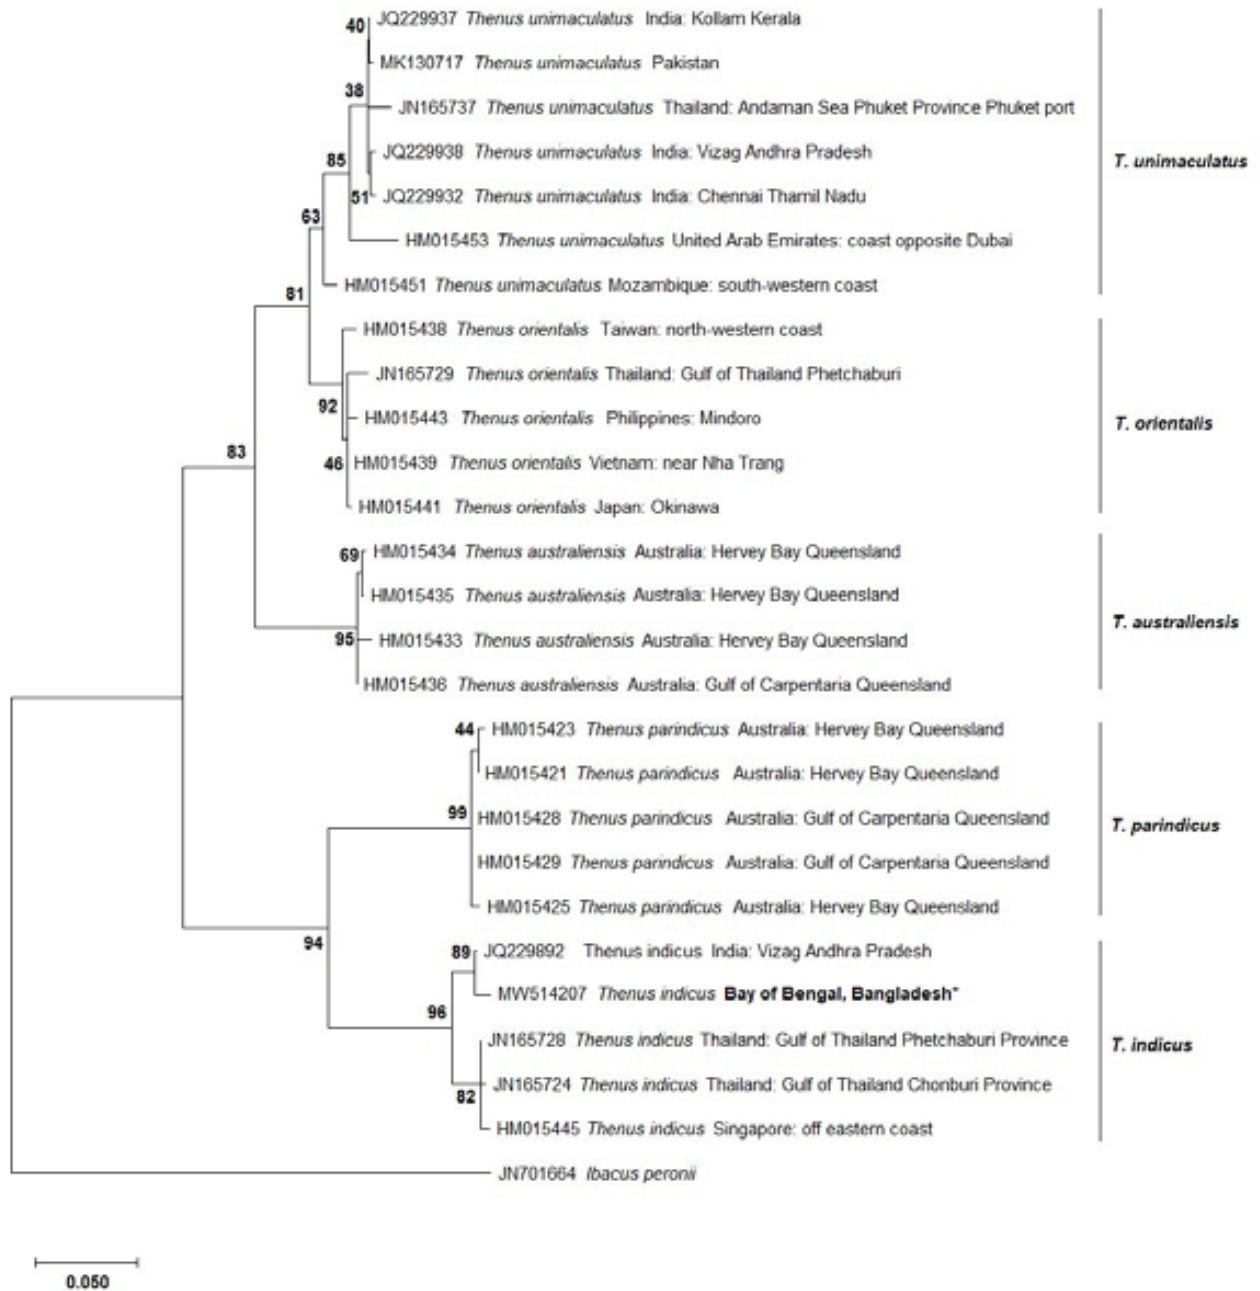 40
JQ229937 Thenus unimaculatus India: Kollam Kerala
MK130717 Thenus unimaculatus Pakistan
38
JN165737 Thenus unimaculatus Thailand: Andaman Sea Phuket Province Phuket port
JQ229938 Thenus unimaculatus India: Vizag Andhra Pradesh
85
T. unimaculatus
51
JQ229932 Thenus unimaculatus India: Chennai Thamil Nadu
63
HM015453 Thenus unimaculatus United Arab Emirates: coast opposite Dubai
HM015451 Thenus unimaculatus Mozambique: south-western coast
81
HM015438 Thenus orientalis Taiwan: north-western coast
JN165729 Thenus orientalis Thailand: Gulf of Thailand Phetchaburi
92
HM015443 Thenus orientalis Philippines: Mindoro
T. orientalis
83
46
HM015439 Thenus orientalis Vietnam: near Nha Trang
HM015441 Thenus orientalis Japan: Okinawa
69
HM015434 Thenus australiensis Australia: Hervey Bay Queensland
HM015435 Thenus australiensis Australia: Hervey Bay Queensland
T. australiensis
95
HM015433 Thenus australiensis Australia: Hervey Bay Queensland
HM015436 Thenus australiensis Australia: Gulf of Carpentaria Queensland
44
HM015423 Thenus parindicus Australia: Hervey Bay Queensland
HM015421 Thenus parindicus Australia: Hervey Bay Queensland
99
HM015428 Thenus parindicus Australia: Gulf of Carpentaria Queensland
T. parindicus
HM015429 Thenus parindicus Australia: Gulf of Carpentaria Queensland
HM015425 Thenus parindicus Australia: Hervey Bay Queensland
94
89
JQ229892 Thenus indicus India: Vizag Andhra Pradesh
MW514207 Thenus indicus Bay of Bengal, Bangladesh*
96
JN165728 Thenus indicus Thailand: Gulf of Thailand Phetchaburi Province
T. indicus
JN165724 Thenus indicus Thailand: Gulf of Thailand Chonburi Province
82
HM015445 Thenus indicus Singapore: off eastern coast
JN701664 Ibacus peronii
0.050